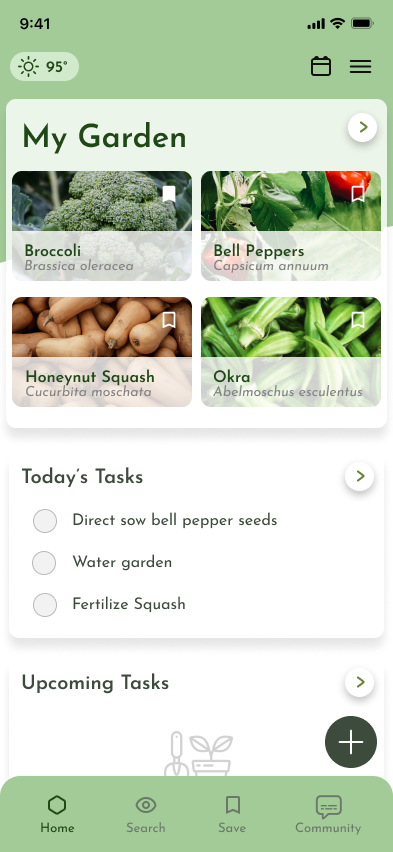 9:41
95°
My Garden
Broccoli
Brassica oleracea
Bell Peppers
Capsicum annuum
Honeynut Squash
Cucurbita moschata
Okra
Abelmoschus esculentus
Today's Tasks
Direct sow bell pepper seeds
Water garden
Fertilize Squash
Upcoming Tasks
Home
Search
Save
Community